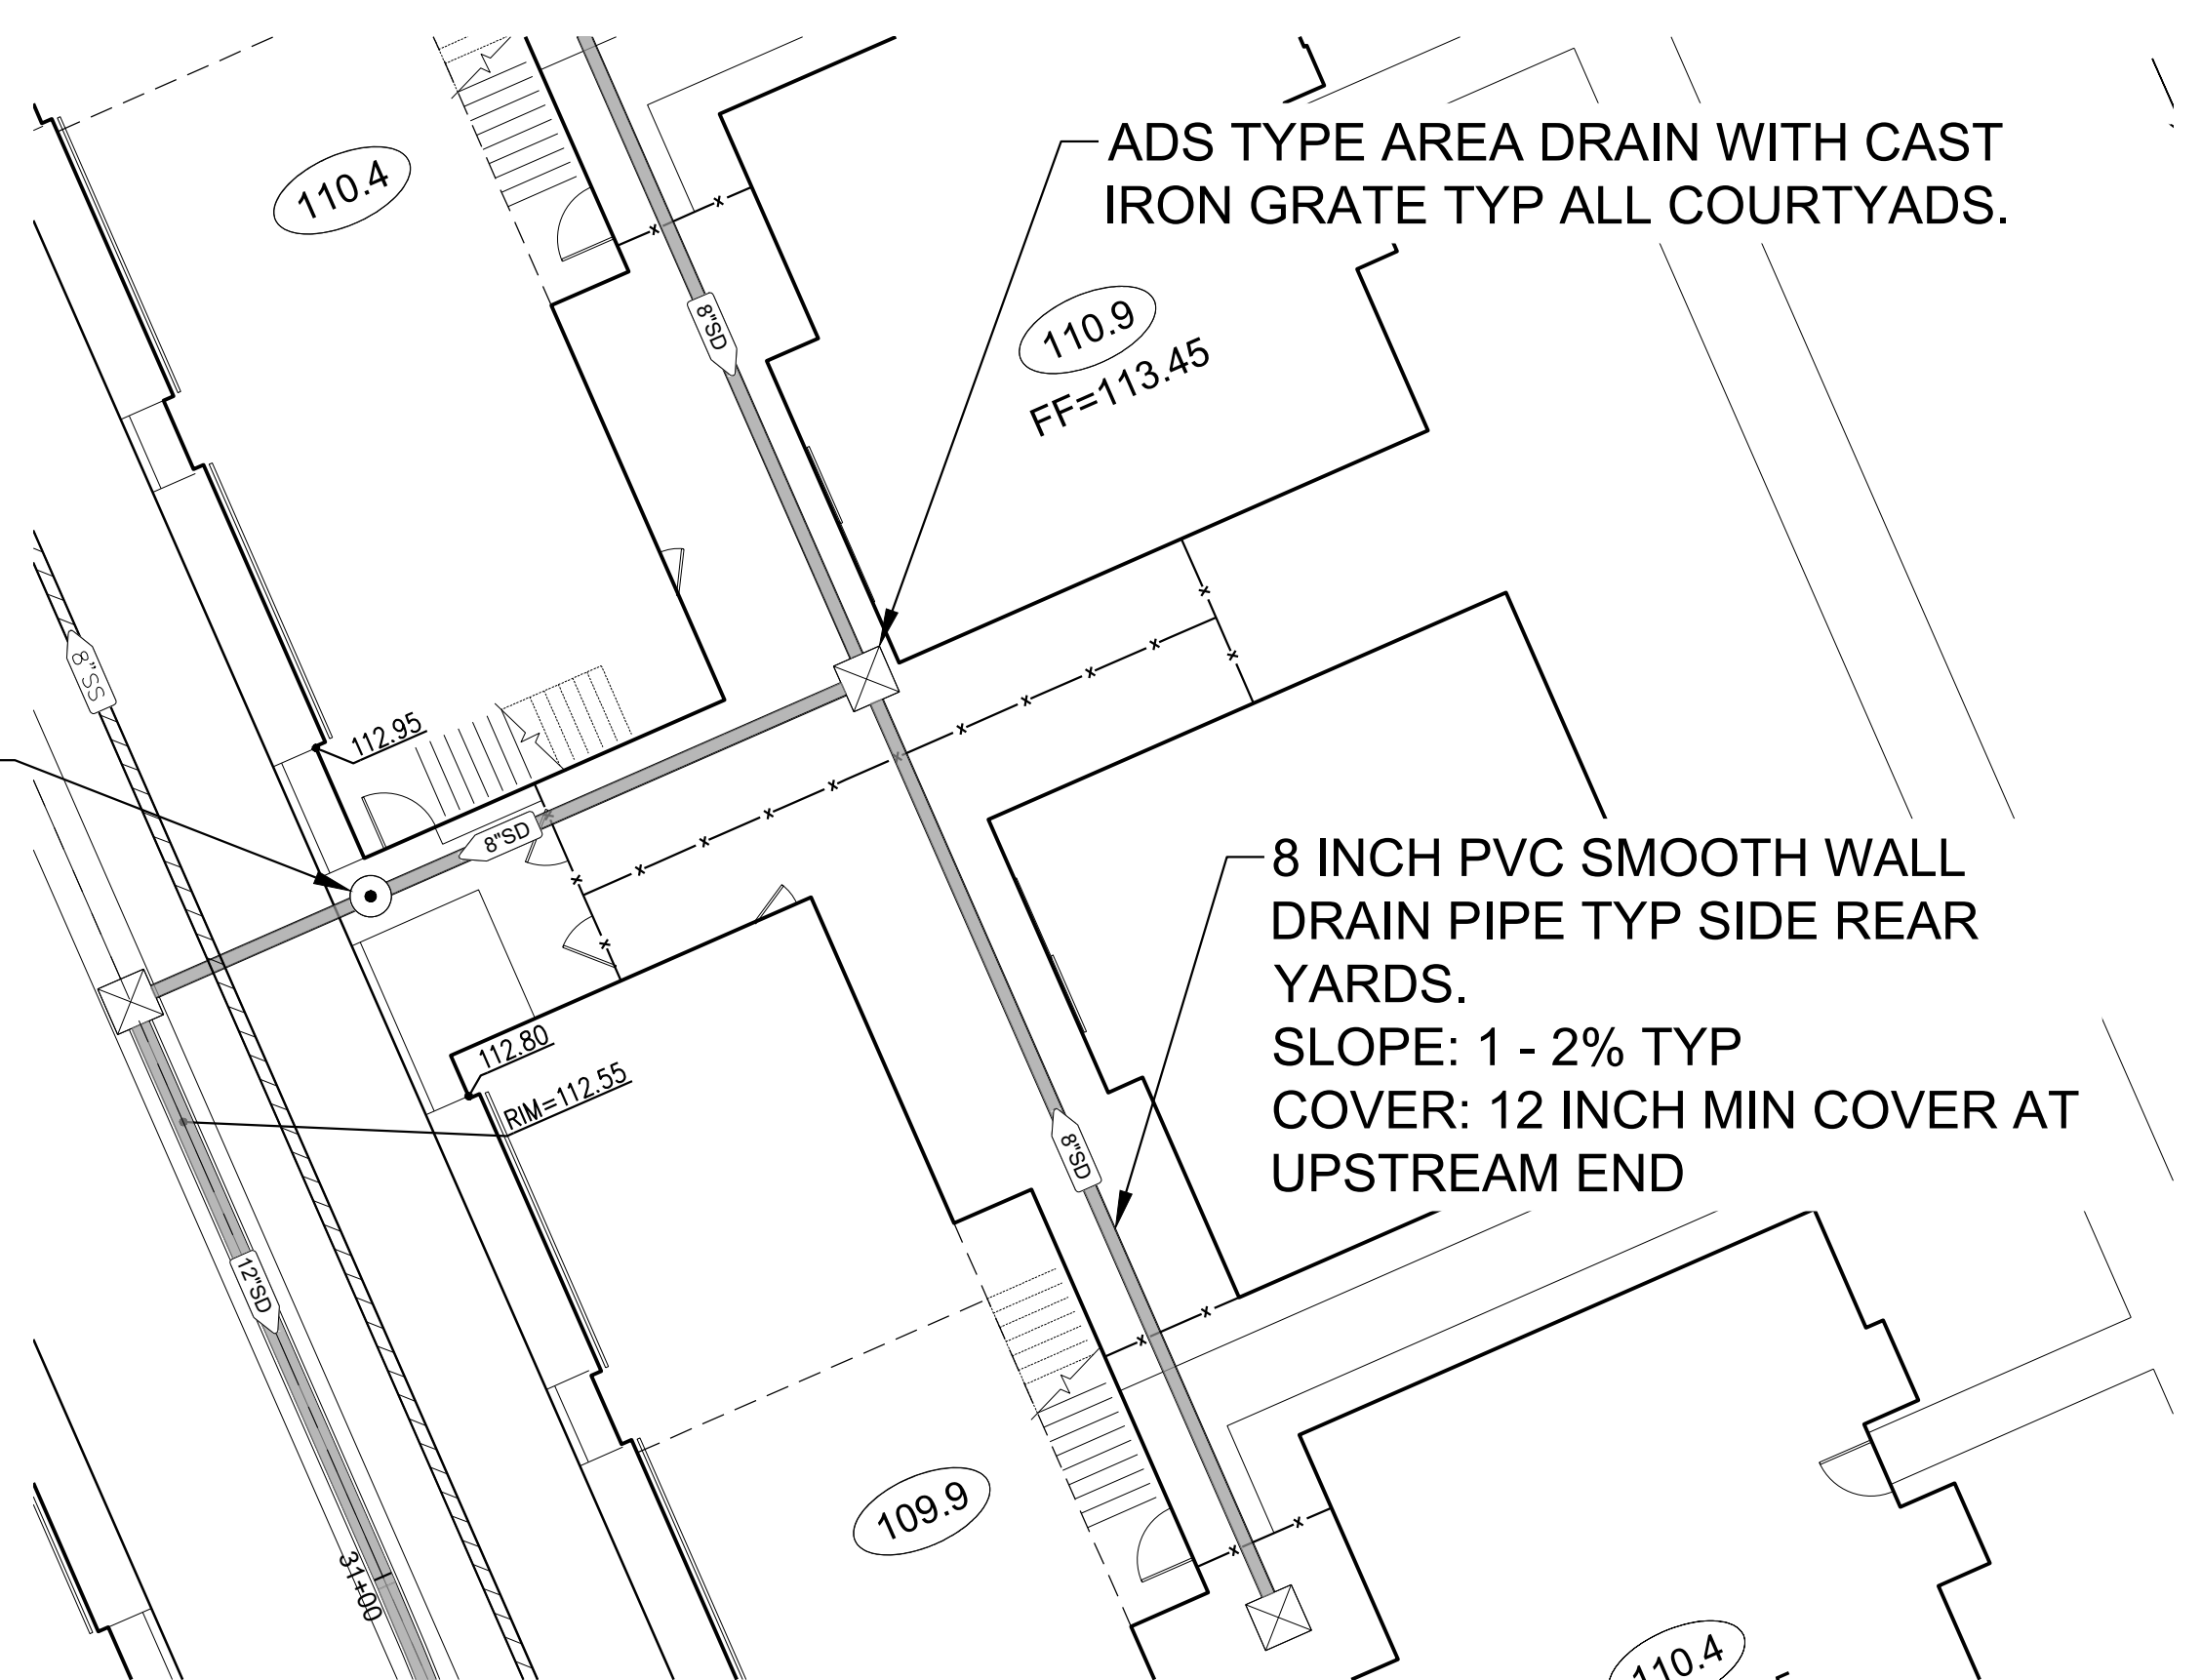 ADS TYPE AREA DRAIN WITH CAST
IRON GRATE TYP ALL COURTYADS.
110.4
8"SD
110.9
FF=113.45
8"SS
112.95
8"SD
8 INCH PVC SMOOTH WALL
DRAIN PIPE TYP SIDE REAR
YARDS.
SLOPE: 1 - 2% TYP
COVER: 12 INCH MIN COVER AT
UPSTREAM END
112.80
RIM=112.55
8"SD
12"SD
109.9
31+00
110.4